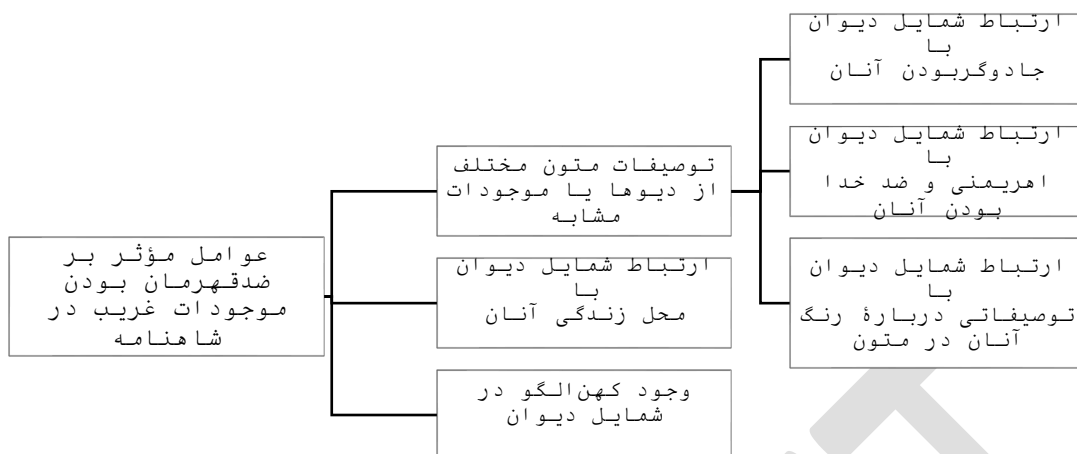 عوامل مؤثر بر
ضدقهرمان بودن
موجودات غریب در
شاهنامه
توصیفات متون مختلف
از دیوها یا موجودات
مشابه
ارتباط شمایل دیوان
با
محل زندگی آنان
وجود کهن‌الگو در
شمایل دیوان
ارتباط شمایل دیوان
با
جادوگربودن آنان
ارتباط شمایل دیوان
با
اهریمنی و ضد خدا
بودن آنان
ارتباط شمایل دیوان
با
توصیفاتی دربارۀ رنگ
آنان در متون